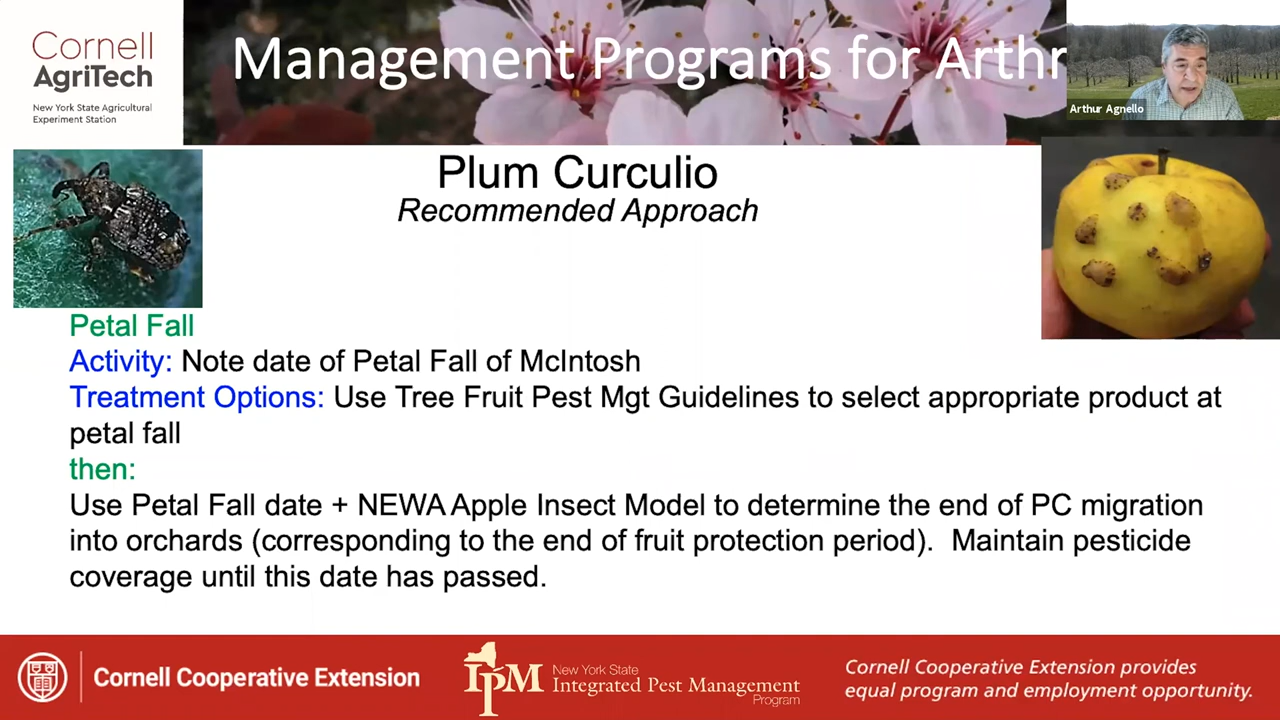 Cornell
AgriTech
New York State Agricultural
Experiment Station
Management Programs for Arthr
Arthur Agnello
Plum Curculio
Recommended Approach
Petal Fall
Activity: Note date of Petal Fall of McIntosh
Treatment Options: Use Tree Fruit Pest Mgt Guidelines to select appropriate product at
petal fall
then:
Use Petal Fall date + NEWA Apple Insect Model to determine the end of PC migration
into orchards (corresponding to the end of fruit protection period).  Maintain pesticide
coverage until this date has passed.
Cornell Cooperative Extension
IPM
New York State
Integrated Pest Management
Program
Cornell Cooperative Extension provides
equal program and employment opportunity.